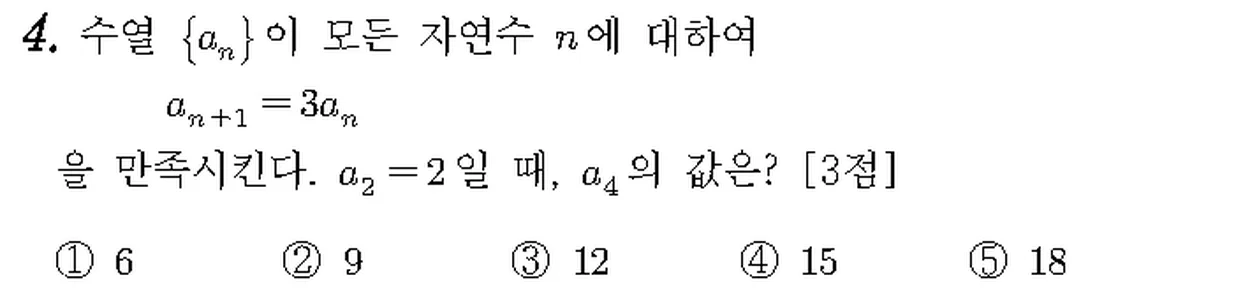 4. 수열 {aₙ}이 모든 자연수 n에 대하여
aₙ₊₁ = 3aₙ
을 만족시킨다. a₂ = 2일 때, a₄의 값은? [3점]
① 6 ② 9 ③ 12 ④ 15 ⑤ 18